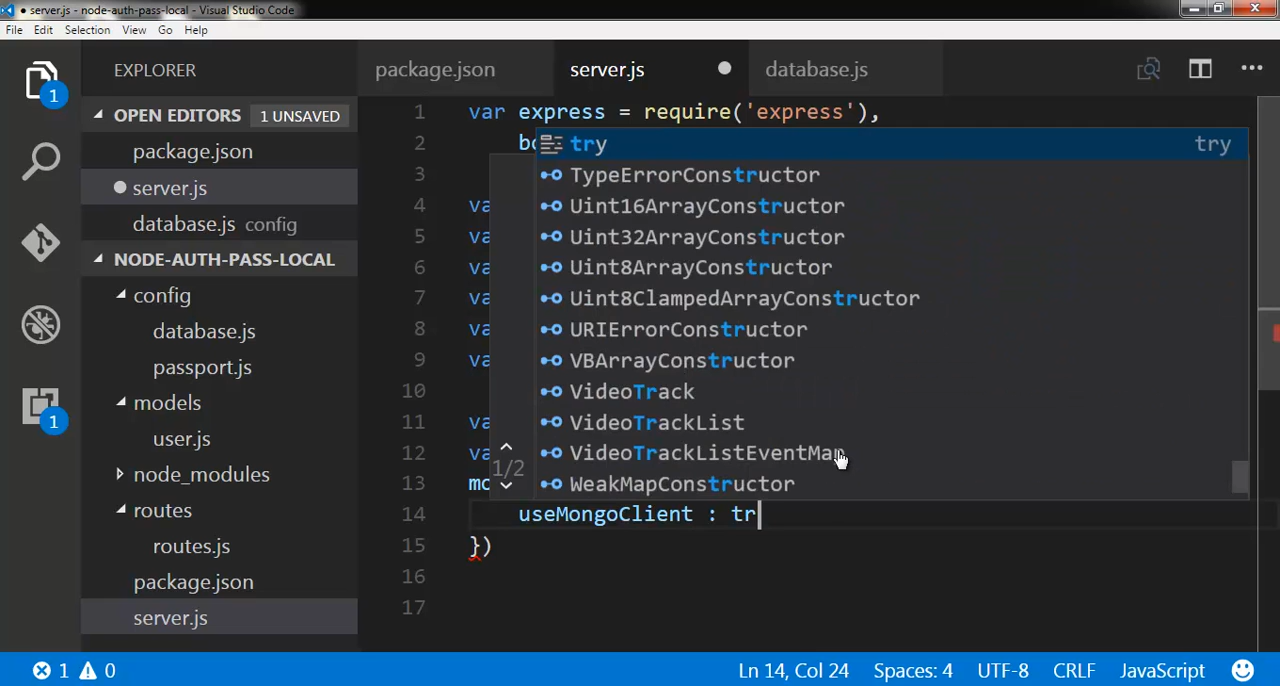 server.js - node-auth-pass-local - Visual Studio Code
File Edit Selection View Go Help
EXPLORER
package.json server.js database.js
OPEN EDITORS 1 UNSAVED
package.json
server.js
database.js config
NODE-AUTH-PASS-LOCAL
config
database.js
passport.js
models
user.js
node_modules
routes
routes.js
package.json
server.js
1
1
1 var express = require('express'),
2 bo
3
4 va
5 va
6 va
7 va
8 va
9 va
10
11 va
12 va
13 mo
14 useMongoClient : tr
15 })
16
17
try try
TypeErrorConstructor
Uint16ArrayConstructor
Uint32ArrayConstructor
Uint8ArrayConstructor
Uint8ClampedArrayConstructor
URIErrorConstructor
VBArrayConstructor
VideoTrack
VideoTrackList
VideoTrackListEventMap
WeakMapConstructor
1/2
1 0 Ln 14, Col 24 Spaces: 4 UTF-8 CRLF JavaScript